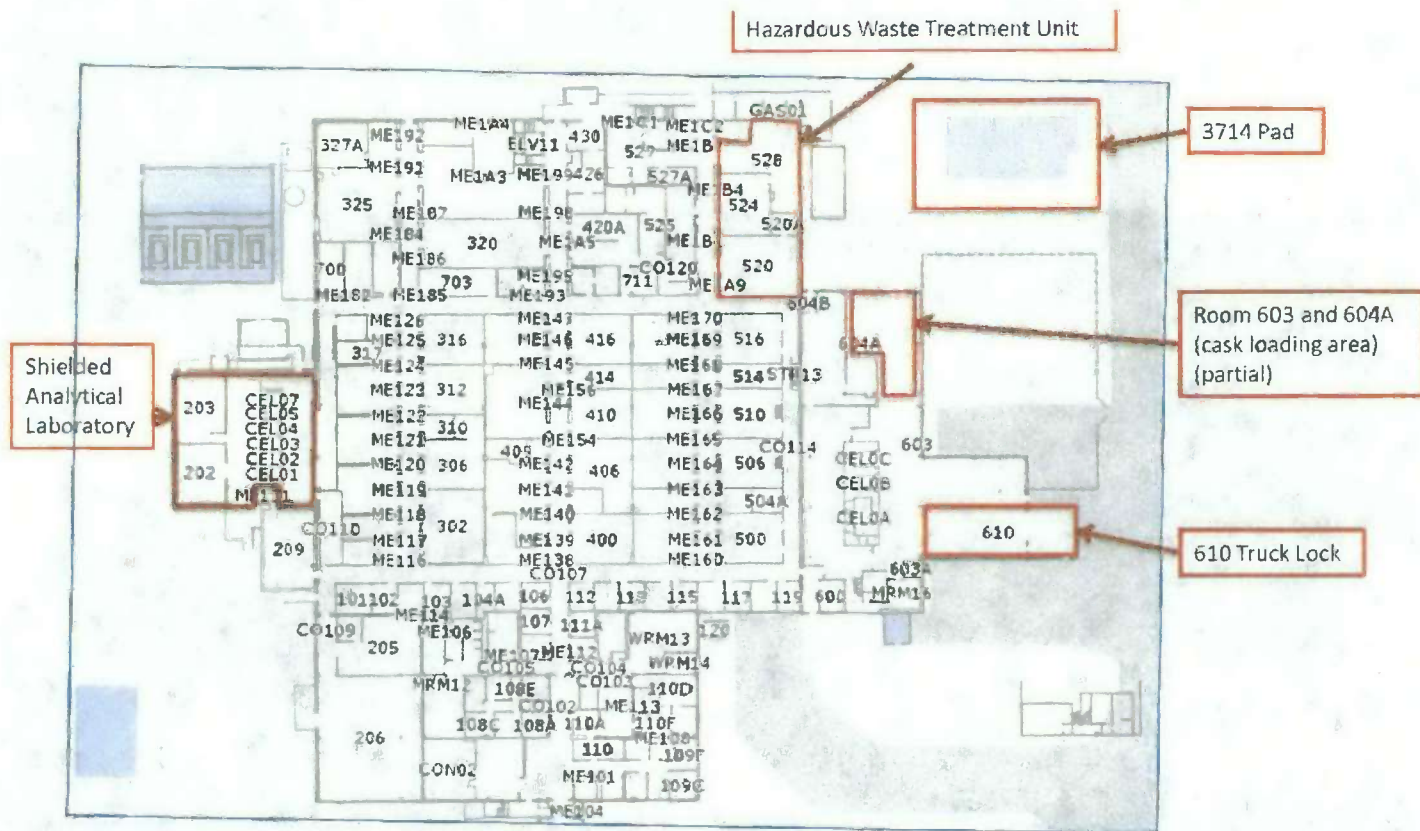 Hazardous Waste Treatment Unit
3714 Pad
Room 603 and 604A
(cask loading area)
(partial)
610 Truck Lock
Shielded
Analytical
Laboratory
GAS01
327A ME192 ME1A4 ELV11 430 ME1C1 ME1C2
528
ME191 ME1A3 527A
ME1B4
325 ME187 ME198 524
ME184 320 420A 525 520A
ME186 ME1A5 520
700 703 ME195 711 CO120
ME182 ME185 ME193 604B
ME126 ME143 ME170
ME125 316 ME146 416 ME169 516 604A
317 ME124 ME145 ME168
ME123 312 414 ME167 514
ME156
ME144
ME122 410 ME166 510
310
ME121 ME154 ME165 CO114 603
ME120 306 ME142 406 ME164 506 CEL0C
ME119 ME141 ME163 CEL0B
504A
ME118 302 ME140 ME162 CEL0A
ME117 ME139 400 ME161 500 610
ME116 ME138 ME160
CO107 603A
203 CEL07
CEL05
CEL04
CEL03
202 CEL02
CEL01
CO110
209
101 102 103 104A 106 112 113 115 117 119 600 MRM16
ME114
CO109 ME106 107 111A WRM13 120
205 ME112
CO105 CO104 WRM14
MRM12 108E CO103 110D
CO102 ME113
206 108C 108A 110A 110F
ME108
110 109F
CON02 ME101 109C
ME104